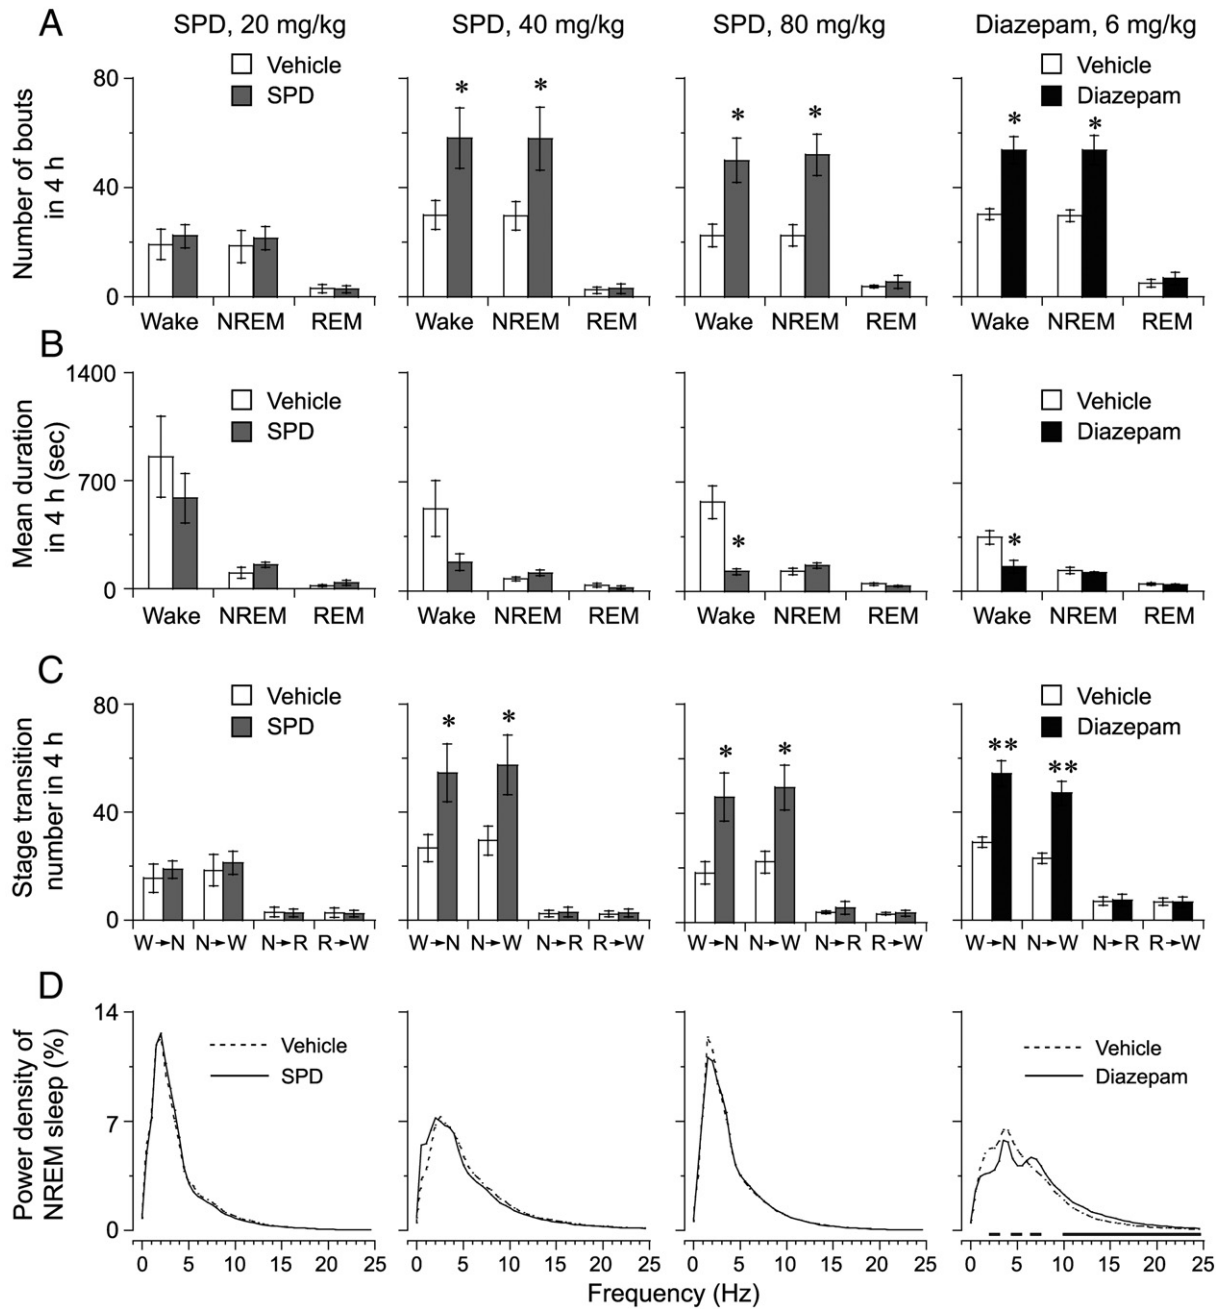 A
SPD, 20 mg/kg SPD, 40 mg/kg SPD, 80 mg/kg Diazepam, 6 mg/kg
Vehicle
SPD
Vehicle
Diazepam
Number of bouts
in 4 h
80
40
0
* * * * * *
Wake NREM REM Wake NREM REM Wake NREM REM Wake NREM REM
B
Vehicle
SPD
Vehicle
Diazepam
Mean duration
in 4 h (sec)
1400
700
0
* *
Wake NREM REM Wake NREM REM Wake NREM REM Wake NREM REM
C
Vehicle
SPD
Vehicle
Diazepam
Stage transition
number in 4 h
80
40
0
* * * * ** **
W→N N→W N→R R→W W→N N→W N→R R→W W→N N→W N→R R→W W→N N→W N→R R→W
D
Vehicle
SPD
Vehicle
Diazepam
Power density of
NREM sleep (%)
14
7
0
0 5 10 15 20 25 0 5 10 15 20 25 0 5 10 15 20 25 0 5 10 15 20 25
Frequency (Hz)